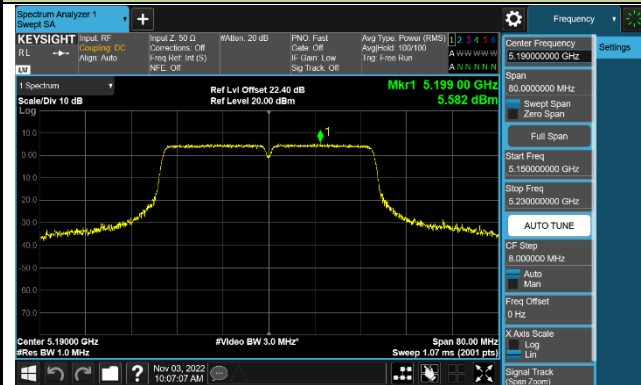 Spectrum Analyzer 1
Swept SA
+
Frequency
KEYSIGHT
RL
LXI
Input: RF
Coupling: DC
Align: Auto
Input Z: 50 Ω
Corrections: Off
Freq Ref: Int (S)
NFE: Off
#Atten: 20 dB
PNO: Fast
Gate: Off
IF Gain: Low
Sig Track: Off
Avg Type: Power (RMS)
Avg|Hold: 100/100
Trig: Free Run
1 2 3 4 5 6
A W W W W W
A N N N N N
1 Spectrum
Scale/Div 10 dB
Log
Ref Lvl Offset 22.40 dB
Ref Level 20.00 dBm
Mkr1 5.199 00 GHz
5.582 dBm
10.0
0.00
-10.0
-20.0
-30.0
-40.0
-50.0
-60.0
-70.0
1
Center 5.19000 GHz
#Res BW 1.0 MHz
#Video BW 3.0 MHz*
Span 80.00 MHz
Sweep 1.07 ms (2001 pts)
?
Nov 03, 2022
10:07:07 AM
Center Frequency
5.190000000 GHz
Settings
Span
80.0000000 MHz
Swept Span
Zero Span
Full Span
Start Freq
5.150000000 GHz
Stop Freq
5.230000000 GHz
AUTO TUNE
CF Step
8.000000 MHz
Auto
Man
Freq Offset
0 Hz
X Axis Scale
Log
Lin
Signal Track
(Span Zoom)